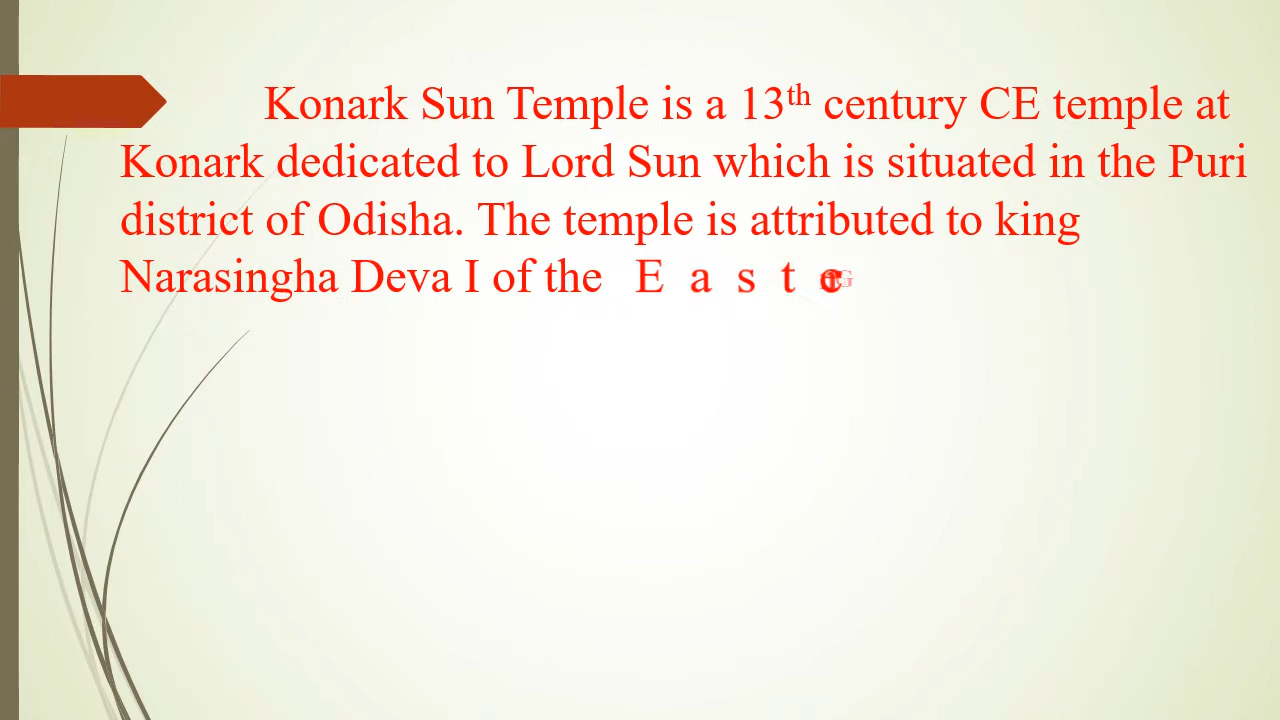 Konark Sun Temple is a 13th century CE temple at
Konark dedicated to Lord Sun which is situated in the Puri
district of Odisha. The temple is attributed to king
Narasingha Deva I of the E a s t e